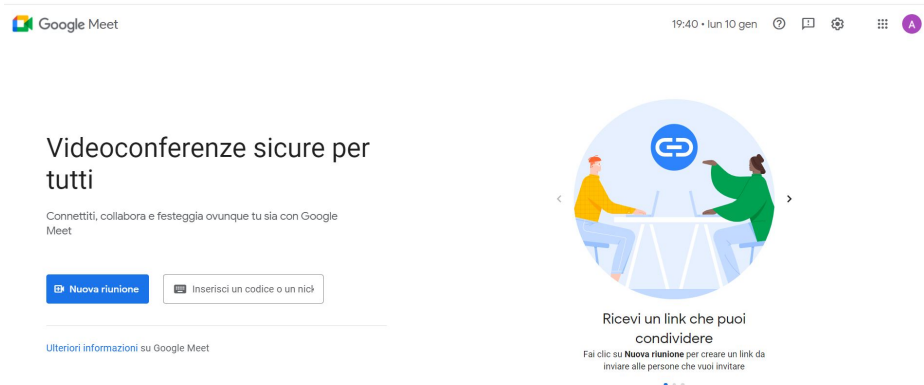 Google Meet
19:40 • lun 10 gen
A
Videoconferenze sicure per
tutti
Connettiti, collabora e festeggia ovunque tu sia con Google
Meet
Nuova riunione
Inserisci un codice o un nick
Ulteriori informazioni su Google Meet
Ricevi un link che puoi
condividere
Fai clic su Nuova riunione per creare un link da
inviare alle persone che vuoi invitare